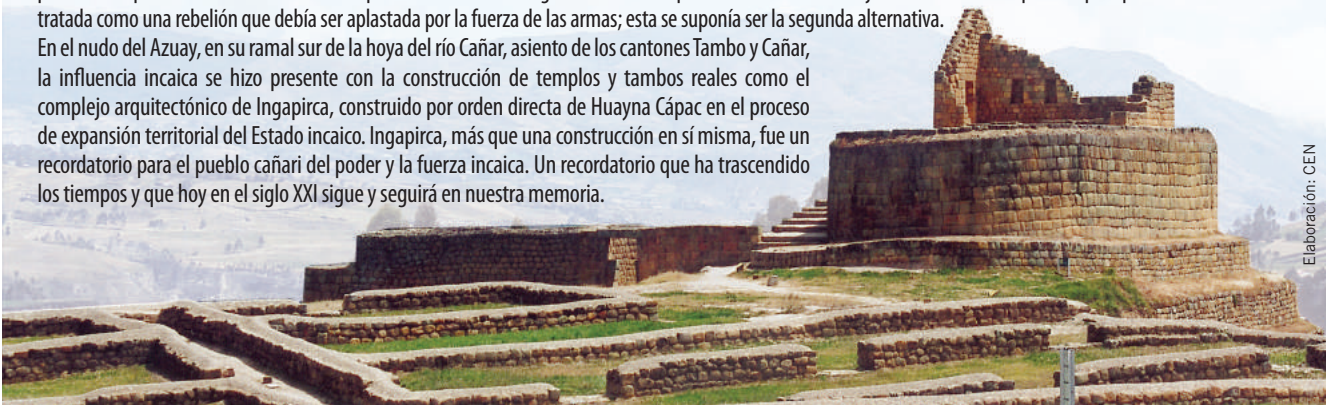 tratada como una rebelión que debía ser aplastada por la fuerza de las armas; esta se suponía ser la segunda alternativa.
En el nudo del Azuay, en su ramal sur de la hoya del río Cañar, asiento de los cantones Tambo y Cañar,
la influencia incaica se hizo presente con la construcción de templos y tambos reales como el
complejo arquitectónico de Ingapirca, construido por orden directa de Huayna Cápac en el proceso
de expansión territorial del Estado incaico. Ingapirca, más que una construcción en sí misma, fue un
recordatorio para el pueblo cañari del poder y la fuerza incaica. Un recordatorio que ha trascendido
los tiempos y que hoy en el siglo XXI sigue y seguirá en nuestra memoria.
Elaboración: CEN